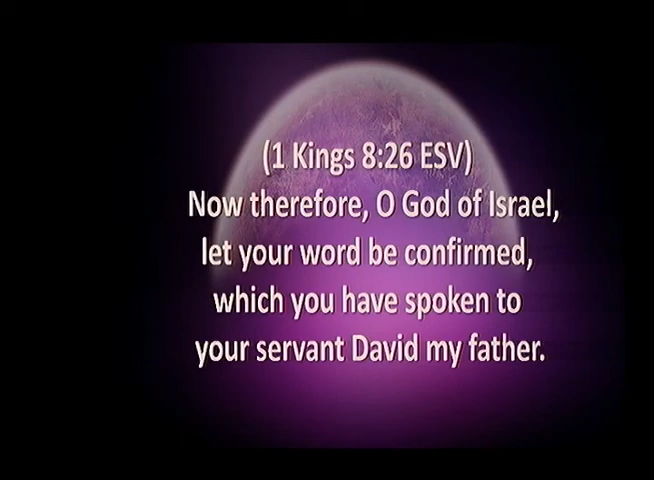 (1 Kings 8:26 ESV)
Now therefore, O God of Israel,
let your word be confirmed,
which you have spoken to
your servant David my father.